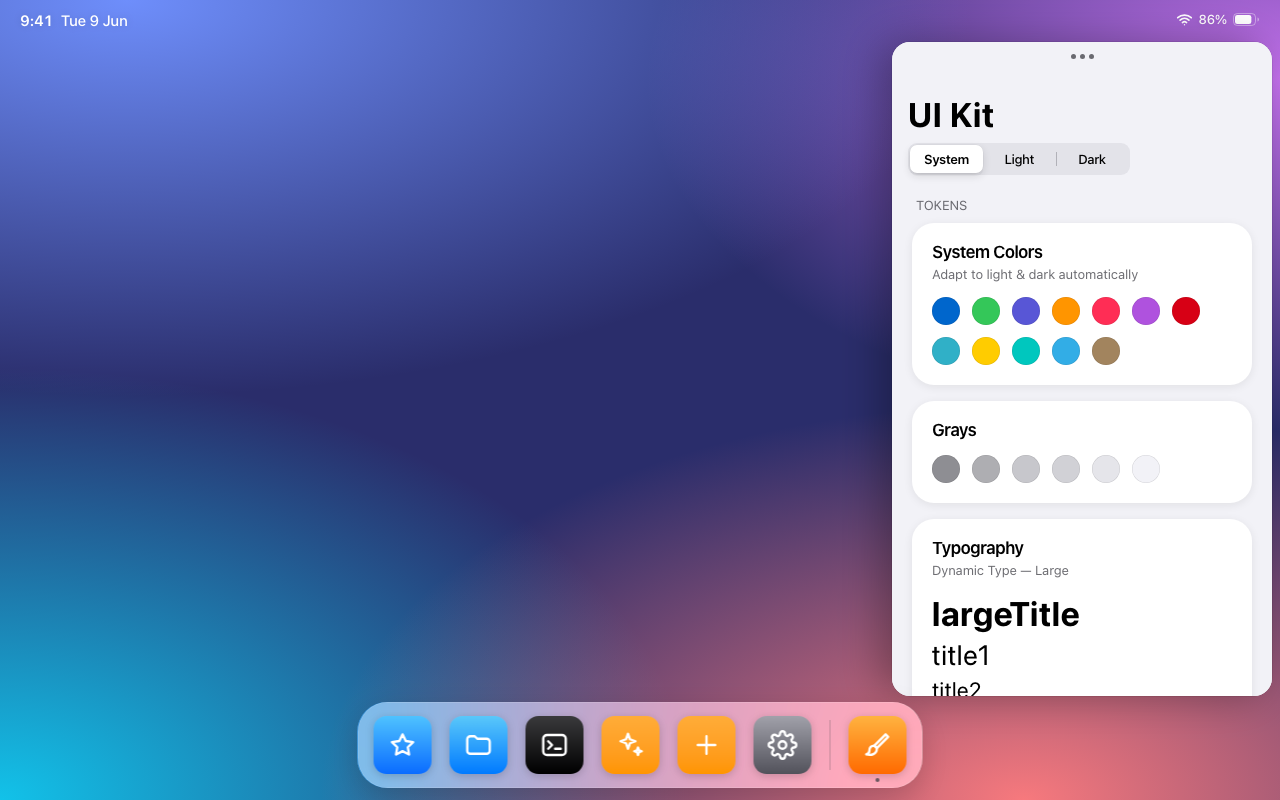 9:41 Tue 9 Jun
86%
UI Kit
System Light Dark
TOKENS
System Colors
Adapt to light & dark automatically
Grays
Typography
Dynamic Type — Large
largeTitle
title1
title2